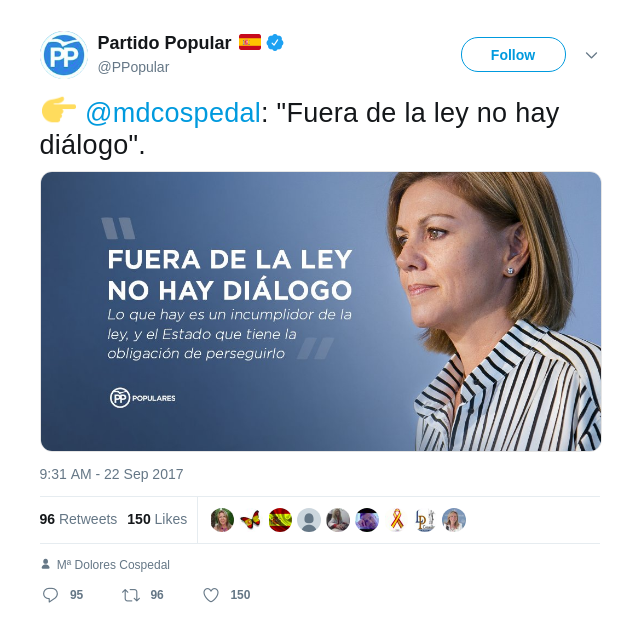 Partido Popular
@PPopular
Follow
@mdcospedal: "Fuera de la ley no hay
diálogo".
FUERA DE LA LEY
NO HAY DIÁLOGO
Lo que hay es un incumplidor de la
ley, y el Estado que tiene la
obligación de perseguirlo
PP POPULARES
9:31 AM - 22 Sep 2017
96 Retweets 150 Likes
Mª Dolores Cospedal
95 96 150